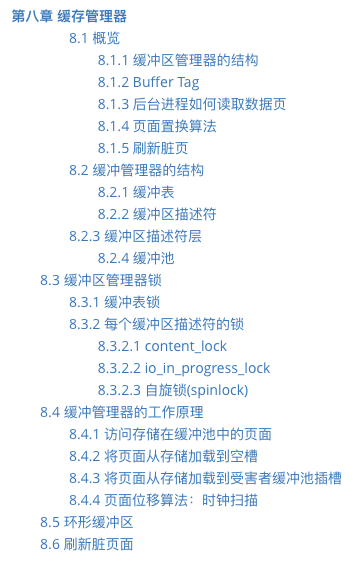 第八章 缓存管理器
8.1 概览
8.1.1 缓冲区管理器的结构
8.1.2 Buffer Tag
8.1.3 后台进程如何读取数据页
8.1.4 页面置换算法
8.1.5 刷新脏页
8.2 缓冲管理器的结构
8.2.1 缓冲表
8.2.2 缓冲区描述符
8.2.3 缓冲区描述符层
8.2.4 缓冲池
8.3 缓冲区管理器锁
8.3.1 缓冲表锁
8.3.2 每个缓冲区描述符的锁
8.3.2.1 content_lock
8.3.2.2 io_in_progress_lock
8.3.2.3 自旋锁(spinlock)
8.4 缓冲管理器的工作原理
8.4.1 访问存储在缓冲池中的页面
8.4.2 将页面从存储加载到空槽
8.4.3 将页面从存储加载到受害者缓冲池插槽
8.4.4 页面位移算法：时钟扫描
8.5 环形缓冲区
8.6 刷新脏页面